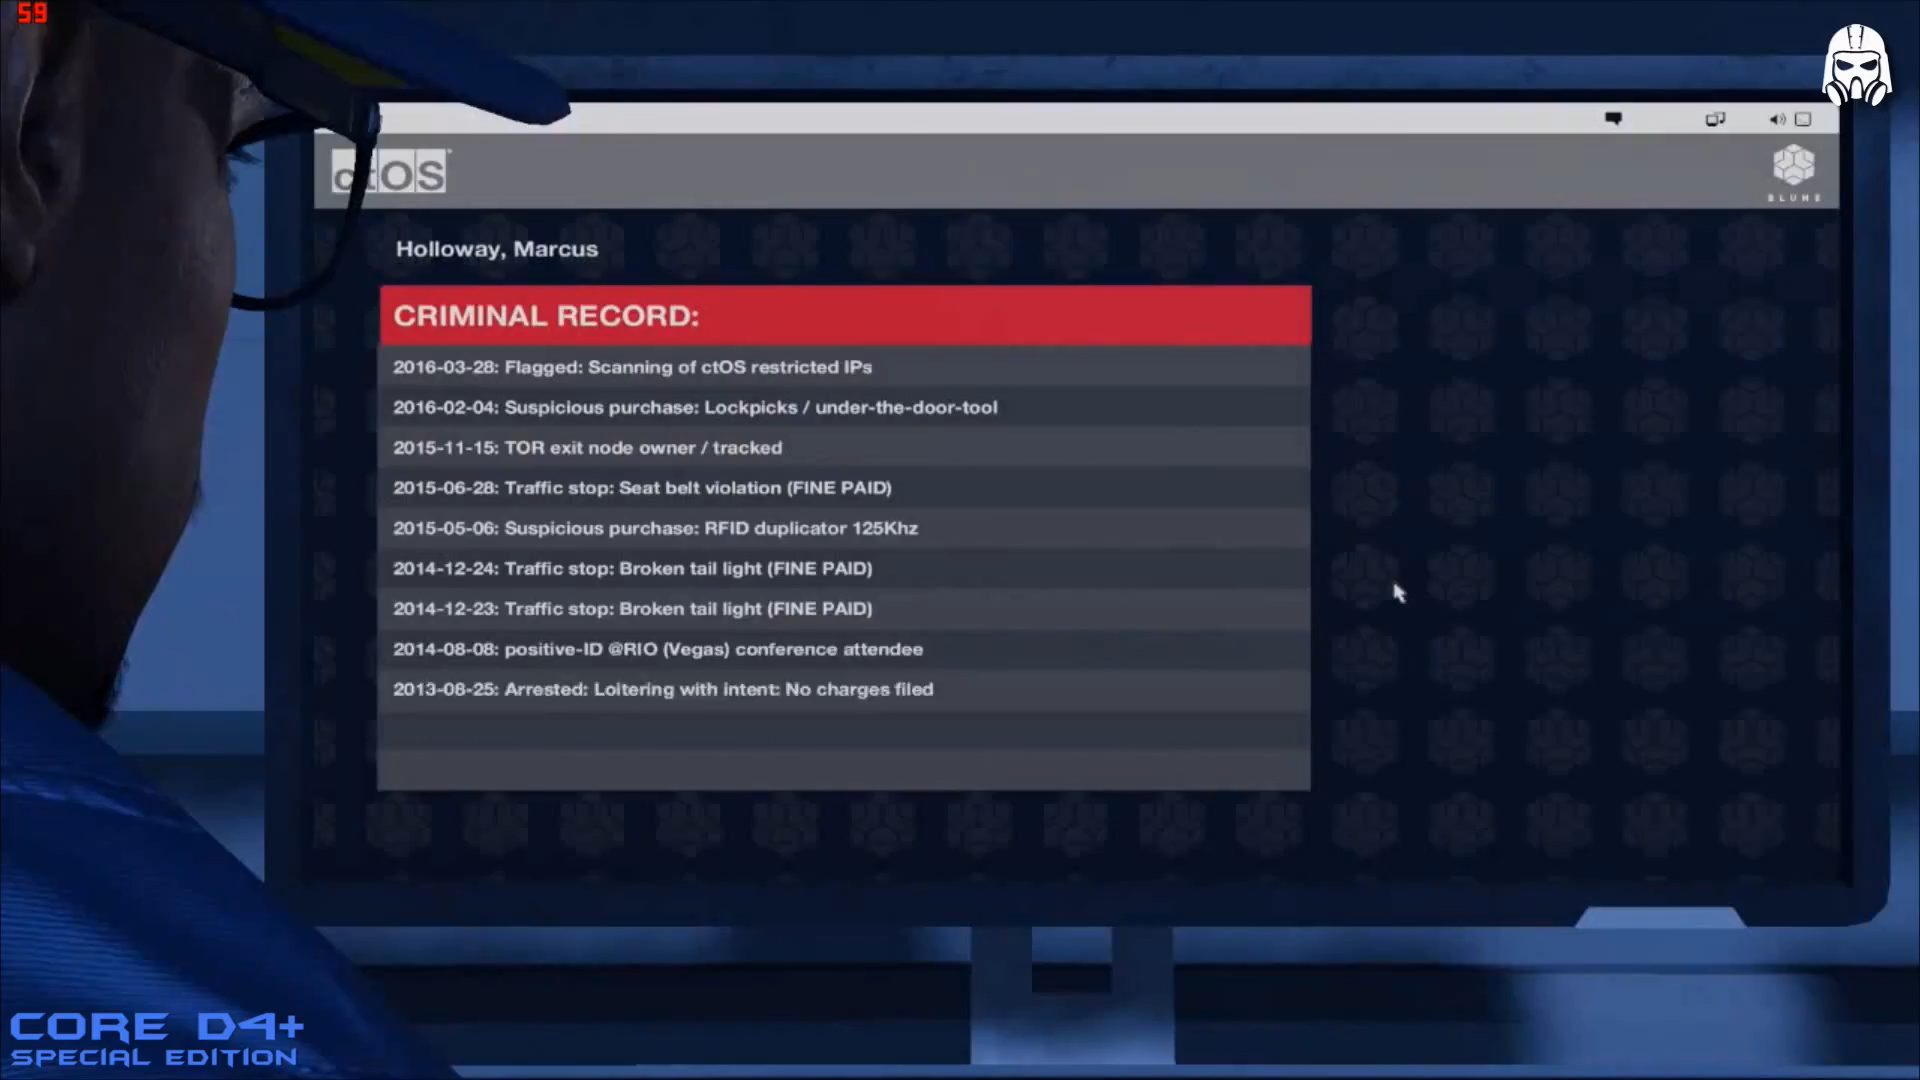 59
ctOS
BLUME
Holloway, Marcus
CRIMINAL RECORD:
2016-03-28: Flagged: Scanning of ctOS restricted IPs
2016-02-04: Suspicious purchase: Lockpicks / under-the-door-tool
2015-11-15: TOR exit node owner / tracked
2015-06-28: Traffic stop: Seat belt violation (FINE PAID)
2015-05-06: Suspicious purchase: RFID duplicator 125Khz
2014-12-24: Traffic stop: Broken tail light (FINE PAID)
2014-12-23: Traffic stop: Broken tail light (FINE PAID)
2014-08-08: positive-ID @RIO (Vegas) conference attendee
2013-08-25: Arrested: Loitering with intent: No charges filed
CORE D4+
SPECIAL EDITION